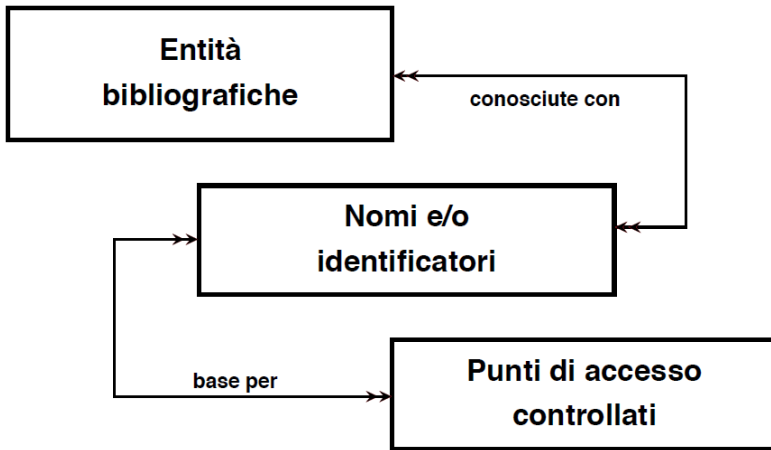 Entità
bibliografiche
conosciute con
Nomi e/o
identificatori
base per
Punti di accesso
controllati